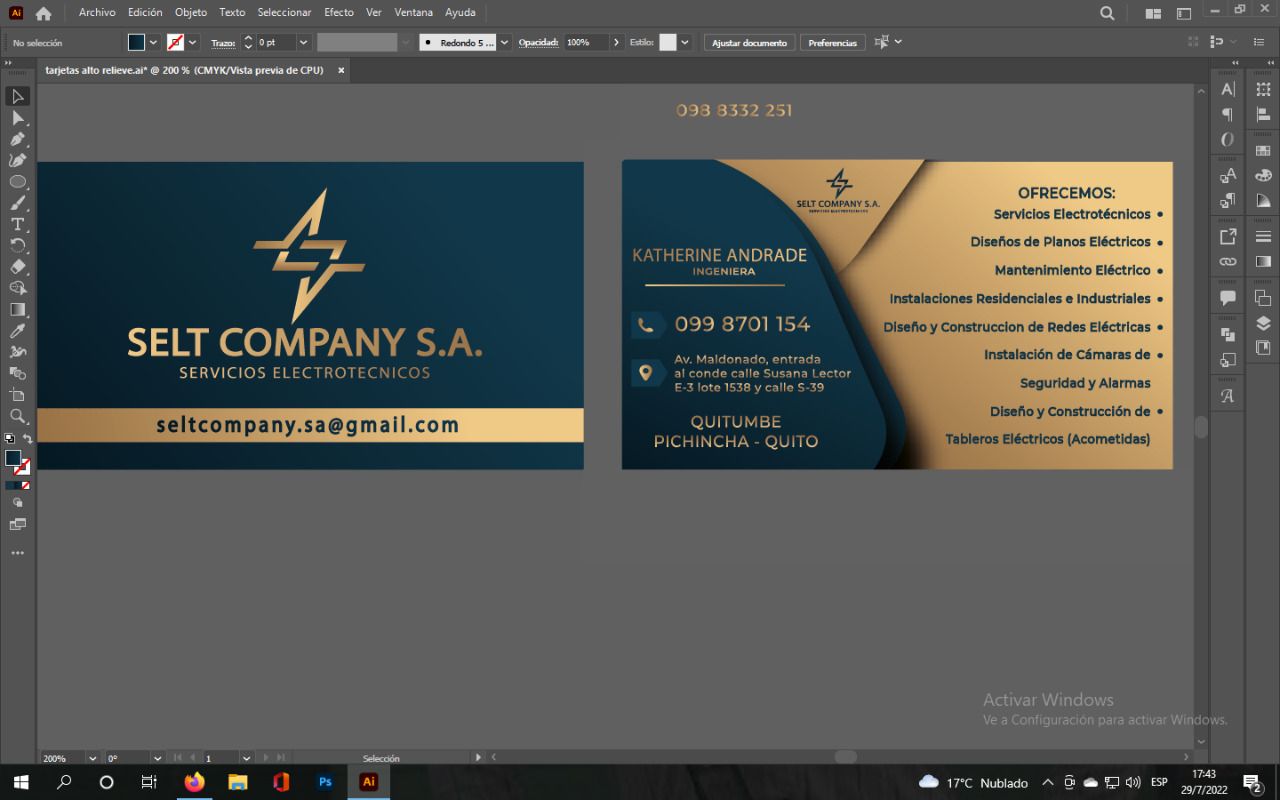 Ai
Archivo Edición Objeto Texto Seleccionar Efecto Ver Ventana Ayuda
No selección
Trazo: 0 pt
Redondo 5 ...
Opacidad: 100%
Estilo:
Ajustar documento
Preferencias
tarjetas alto relieve.ai* @ 200 % (CMYK/Vista previa de CPU) ×
098 8332 251
SELT COMPANY S.A.
SERVICIOS ELECTROTECNICOS
seltcompany.sa@gmail.com
SELT COMPANY S.A.
SERVICIOS ELECTROTECNICOS
KATHERINE ANDRADE
INGENIERA
099 8701 154
Av. Maldonado, entrada
al conde calle Susana Lector
E-3 lote 1538 y calle S-39
QUITUMBE
PICHINCHA - QUITO
OFRECEMOS:
Servicios Electrotécnicos •
Diseños de Planos Eléctricos •
Mantenimiento Eléctrico •
Instalaciones Residenciales e Industriales •
Diseño y Construccion de Redes Eléctricas •
Instalación de Cámaras de •
Seguridad y Alarmas
Diseño y Construcción de •
Tableros Eléctricos (Acometidas)
Activar Windows
Ve a Configuración para activar Windows.
200% 0° 1 Selección
Ps Ai
17°C Nublado
ESP
17:43
29/7/2022
2